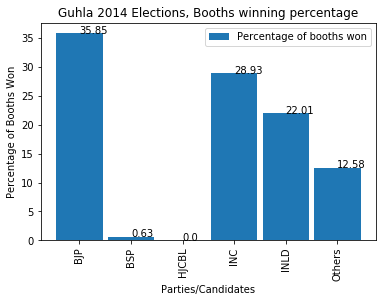 Guhla 2014 Elections, Booths winning percentage
Percentage of booths won
Percentage of Booths Won
35
30
25
20
15
10
5
0
35.85
0.63
0.0
28.93
22.01
12.58
BJP
BSP
HJCBL
INC
INLD
Others
Parties/Candidates